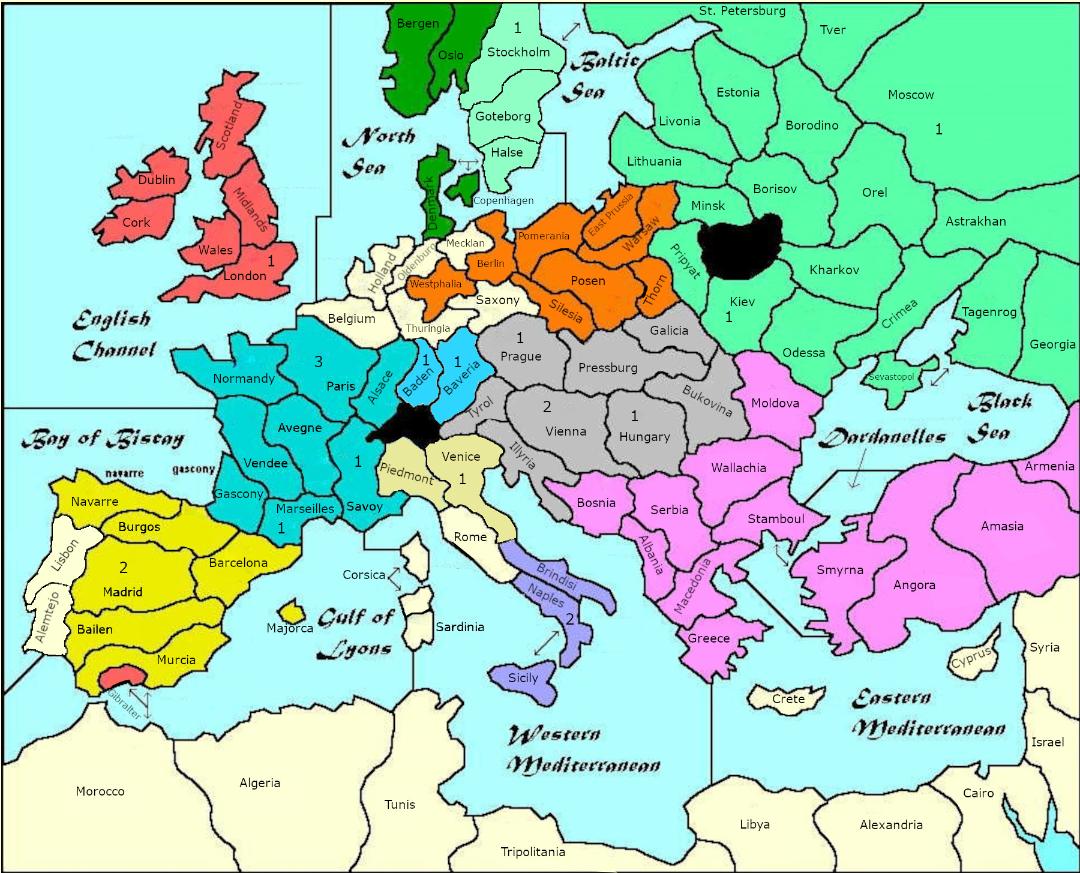 Bergen
Oslo
1
Stockholm
St. Petersburg
Tver
Baltic
Sea
Estonia
Moscow
1
Scotland
Goteborg
Livonia
Borodino
North
Sea
Halse
Lithuania
Dublin
Denmark
Copenhagen
Minsk
Borisov
Orel
Cork
Midlands
East Prussia
Warsaw
Astrakhan
Wales
1
London
Holland
Oldenburg
Mecklan
Berlin
Pomerania
Pripyat
Kharkov
Westphalia
Posen
Thorn
Kiev
1
Crimea
Tagenrog
Georgia
English
Channel
Belgium
Saxony
Silesia
Thuringia
Galicia
Odessa
Normandy
3
Paris
Alsace
1
Baden
1
Baveria
1
Prague
Pressburg
Sevastopol
Bukovina
Moldova
Black
Sea
Bay of Biscay
Avegne
Tyrol
2
Vienna
1
Hungary
Dardanelles
navarre
gascony
Vendee
1
Piedmont
Venice
1
Illyria
Wallachia
Armenia
Navarre
Gascony
Marseilles
1
Savoy
Bosnia
Serbia
Stamboul
Amasia
Lisbon
Burgos
Rome
Albania
Barcelona
2
Madrid
Corsica
Brindisi
Naples
2
Macedonia
Smyrna
Angora
Alemtejo
Bailen
Majorca
Gulf of
Lyons
Sardinia
Greece
Murcia
Sicily
Cyprus
Syria
Gibralter
Crete
Eastern
Mediterranean
Western
Mediterranean
Israel
Morocco
Algeria
Tunis
Cairo
Libya
Alexandria
Tripolitania